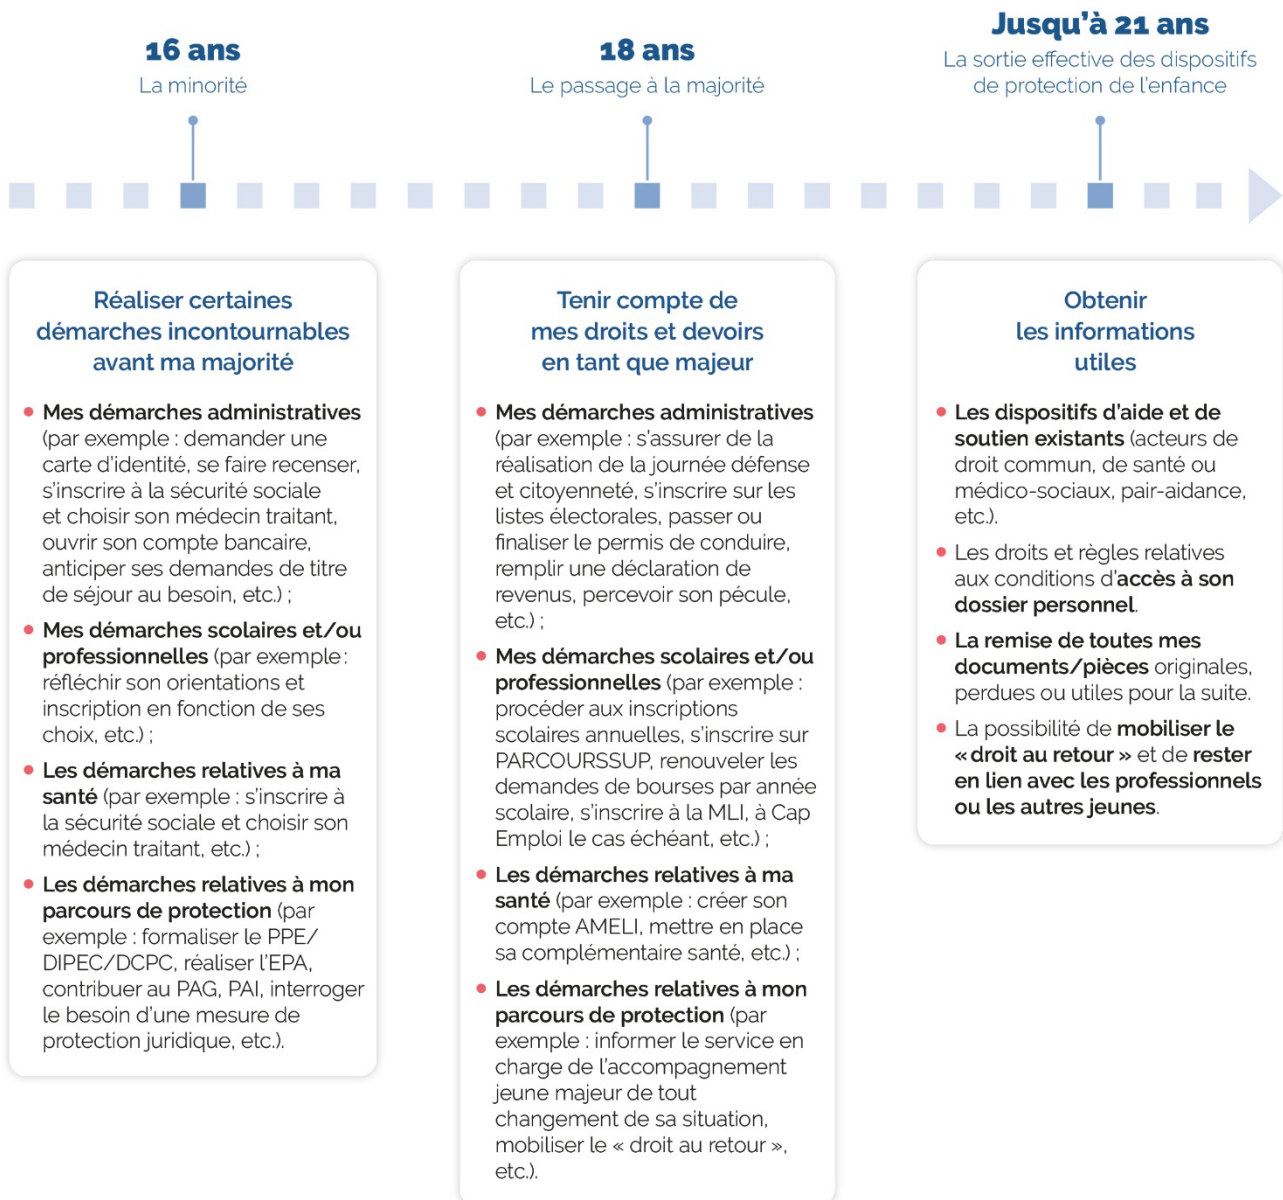 16 ans
La minorité
18 ans
Le passage à la majorité
Jusqu'à 21 ans
La sortie effective des dispositifs
de protection de l'enfance
Réaliser certaines
démarches incontournables
avant ma majorité
• Mes démarches administratives
(par exemple : demander une
carte d'identité, se faire recenser,
s'inscrire à la sécurité sociale
et choisir son médecin traitant,
ouvrir son compte bancaire,
anticiper ses demandes de titre
de séjour au besoin, etc.) ;
• Mes démarches scolaires et/ou
professionnelles (par exemple :
réfléchir son orientations et
inscription en fonction de ses
choix, etc.) ;
• Les démarches relatives à ma
santé (par exemple : s'inscrire à
la sécurité sociale et choisir son
médecin traitant, etc.) ;
• Les démarches relatives à mon
parcours de protection (par
exemple : formaliser le PPE/
DIPEC/DCPC, réaliser l'EPA,
contribuer au PAG, PAI, interroger
le besoin d'une mesure de
protection juridique, etc.).
Tenir compte de
mes droits et devoirs
en tant que majeur
• Mes démarches administratives
(par exemple : s'assurer de la
réalisation de la journée défense
et citoyenneté, s'inscrire sur les
listes électorales, passer ou
finaliser le permis de conduire,
remplir une déclaration de
revenus, percevoir son pécule,
etc.) ;
• Mes démarches scolaires et/ou
professionnelles (par exemple :
procéder aux inscriptions
scolaires annuelles, s'inscrire sur
PARCOURSSUP, renouveler les
demandes de bourses par année
scolaire, s'inscrire à la MLI, à Cap
Emploi le cas échéant, etc.) ;
• Les démarches relatives à ma
santé (par exemple : créer son
compte AMELI, mettre en place
sa complémentaire santé, etc.) ;
• Les démarches relatives à mon
parcours de protection (par
exemple : informer le service en
charge de l'accompagnement
jeune majeur de tout
changement de sa situation,
mobiliser le « droit au retour »,
etc.).
Obtenir
les informations
utiles
• Les dispositifs d'aide et de
soutien existants (acteurs de
droit commun, de santé ou
médico-sociaux, pair-aidance,
etc.).
• Les droits et règles relatives
aux conditions d'accès à son
dossier personnel.
• La remise de toutes mes
documents/pièces originales,
perdues ou utiles pour la suite.
• La possibilité de mobiliser le
« droit au retour » et de rester
en lien avec les professionnels
ou les autres jeunes.